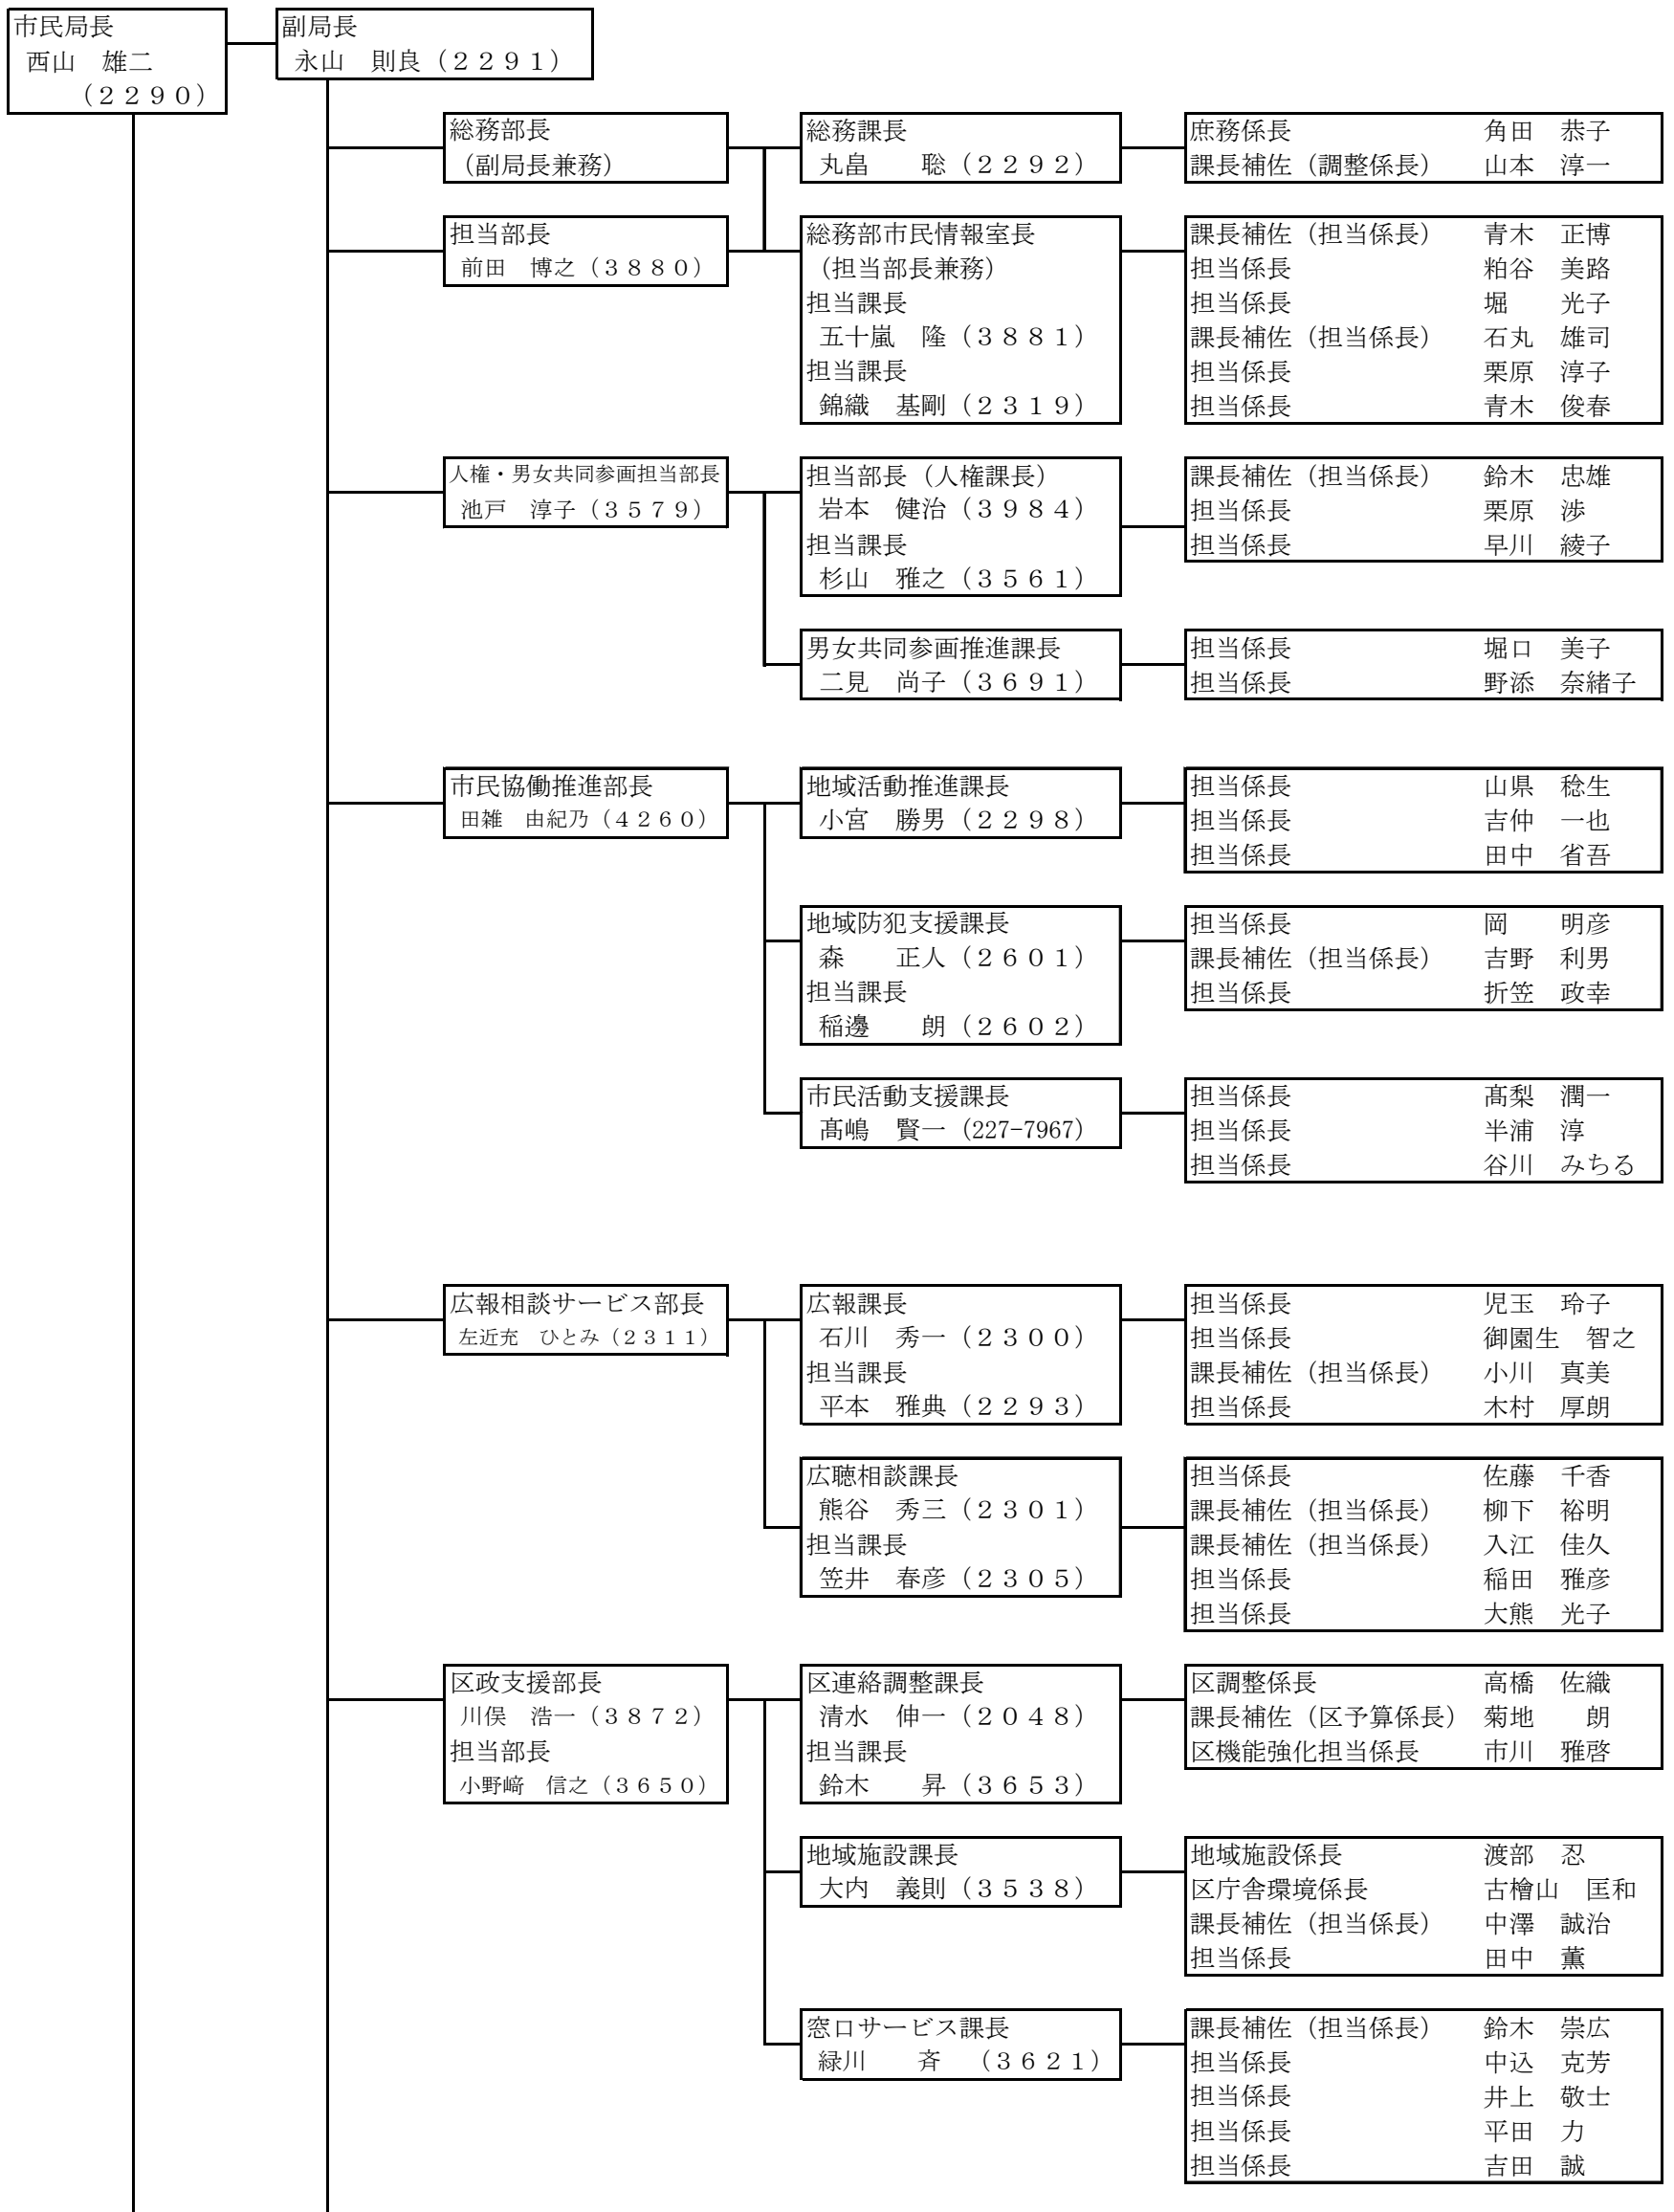 市民局長
西山　雄二
（２２９０）
副局長
永山　則良（２２９１）
総務部長
（副局長兼務）
総務課長
丸畠　　聡（２２９２）
庶務係長　角田　恭子
課長補佐（調整係長）　山本　淳一
担当部長
前田　博之（３８８０）
総務部市民情報室長
（担当部長兼務）
担当課長
五十嵐　隆（３８８１）
担当課長
錦織　基剛（２３１９）
課長補佐（担当係長）　青木　正博
担当係長　粕谷　美路
担当係長　堀　　光子
課長補佐（担当係長）　石丸　雄司
担当係長　栗原　淳子
担当係長　青木　俊春
人権・男女共同参画担当部長
池戸　淳子（３５７９）
担当部長（人権課長）
岩本　健治（３９８４）
担当課長
杉山　雅之（３５６１）
課長補佐（担当係長）　鈴木　忠雄
担当係長　栗原　渉
担当係長　早川　綾子
男女共同参画推進課長
二見　尚子（３６９１）
担当係長　堀口　美子
担当係長　野添　奈緒子
市民協働推進部長
田雑　由紀乃（４２６０）
地域活動推進課長
小宮　勝男（２２９８）
担当係長　山県　稔生
担当係長　吉仲　一也
担当係長　田中　省吾
地域防犯支援課長
森　　正人（２６０１）
担当課長
稲邊　　朗（２６０２）
担当係長　岡　　明彦
課長補佐（担当係長）　吉野　利男
担当係長　折笠　政幸
市民活動支援課長
髙嶋　賢一（227-7967）
担当係長　髙梨　潤一
担当係長　半浦　淳
担当係長　谷川　みちる
広報相談サービス部長
左近充　ひとみ（２３１１）
広報課長
石川　秀一（２３００）
担当課長
平本　雅典（２２９３）
担当係長　児玉　玲子
担当係長　御園生　智之
課長補佐（担当係長）　小川　真美
担当係長　木村　厚朗
広聴相談課長
熊谷　秀三（２３０１）
担当課長
笠井　春彦（２３０５）
担当係長　佐藤　千香
課長補佐（担当係長）　柳下　裕明
課長補佐（担当係長）　入江　佳久
担当係長　稲田　雅彦
担当係長　大熊　光子
区政支援部長
川俣　浩一（３８７２）
担当部長
小野﨑　信之（３６５０）
区連絡調整課長
清水　伸一（２０４８）
担当課長
鈴木　　昇（３６５３）
区調整係長　高橋　佐織
課長補佐（区予算係長）　菊地　　朗
区機能強化担当係長　市川　雅啓
地域施設課長
大内　義則（３５３８）
地域施設係長　渡部　忍
区庁舎環境係長　古檜山　匡和
課長補佐（担当係長）　中澤　誠治
担当係長　田中　薫
窓口サービス課長
緑川　　斉　（３６２１）
課長補佐（担当係長）　鈴木　崇広
担当係長　中込　克芳
担当係長　井上　敬士
担当係長　平田　力
担当係長　吉田　誠